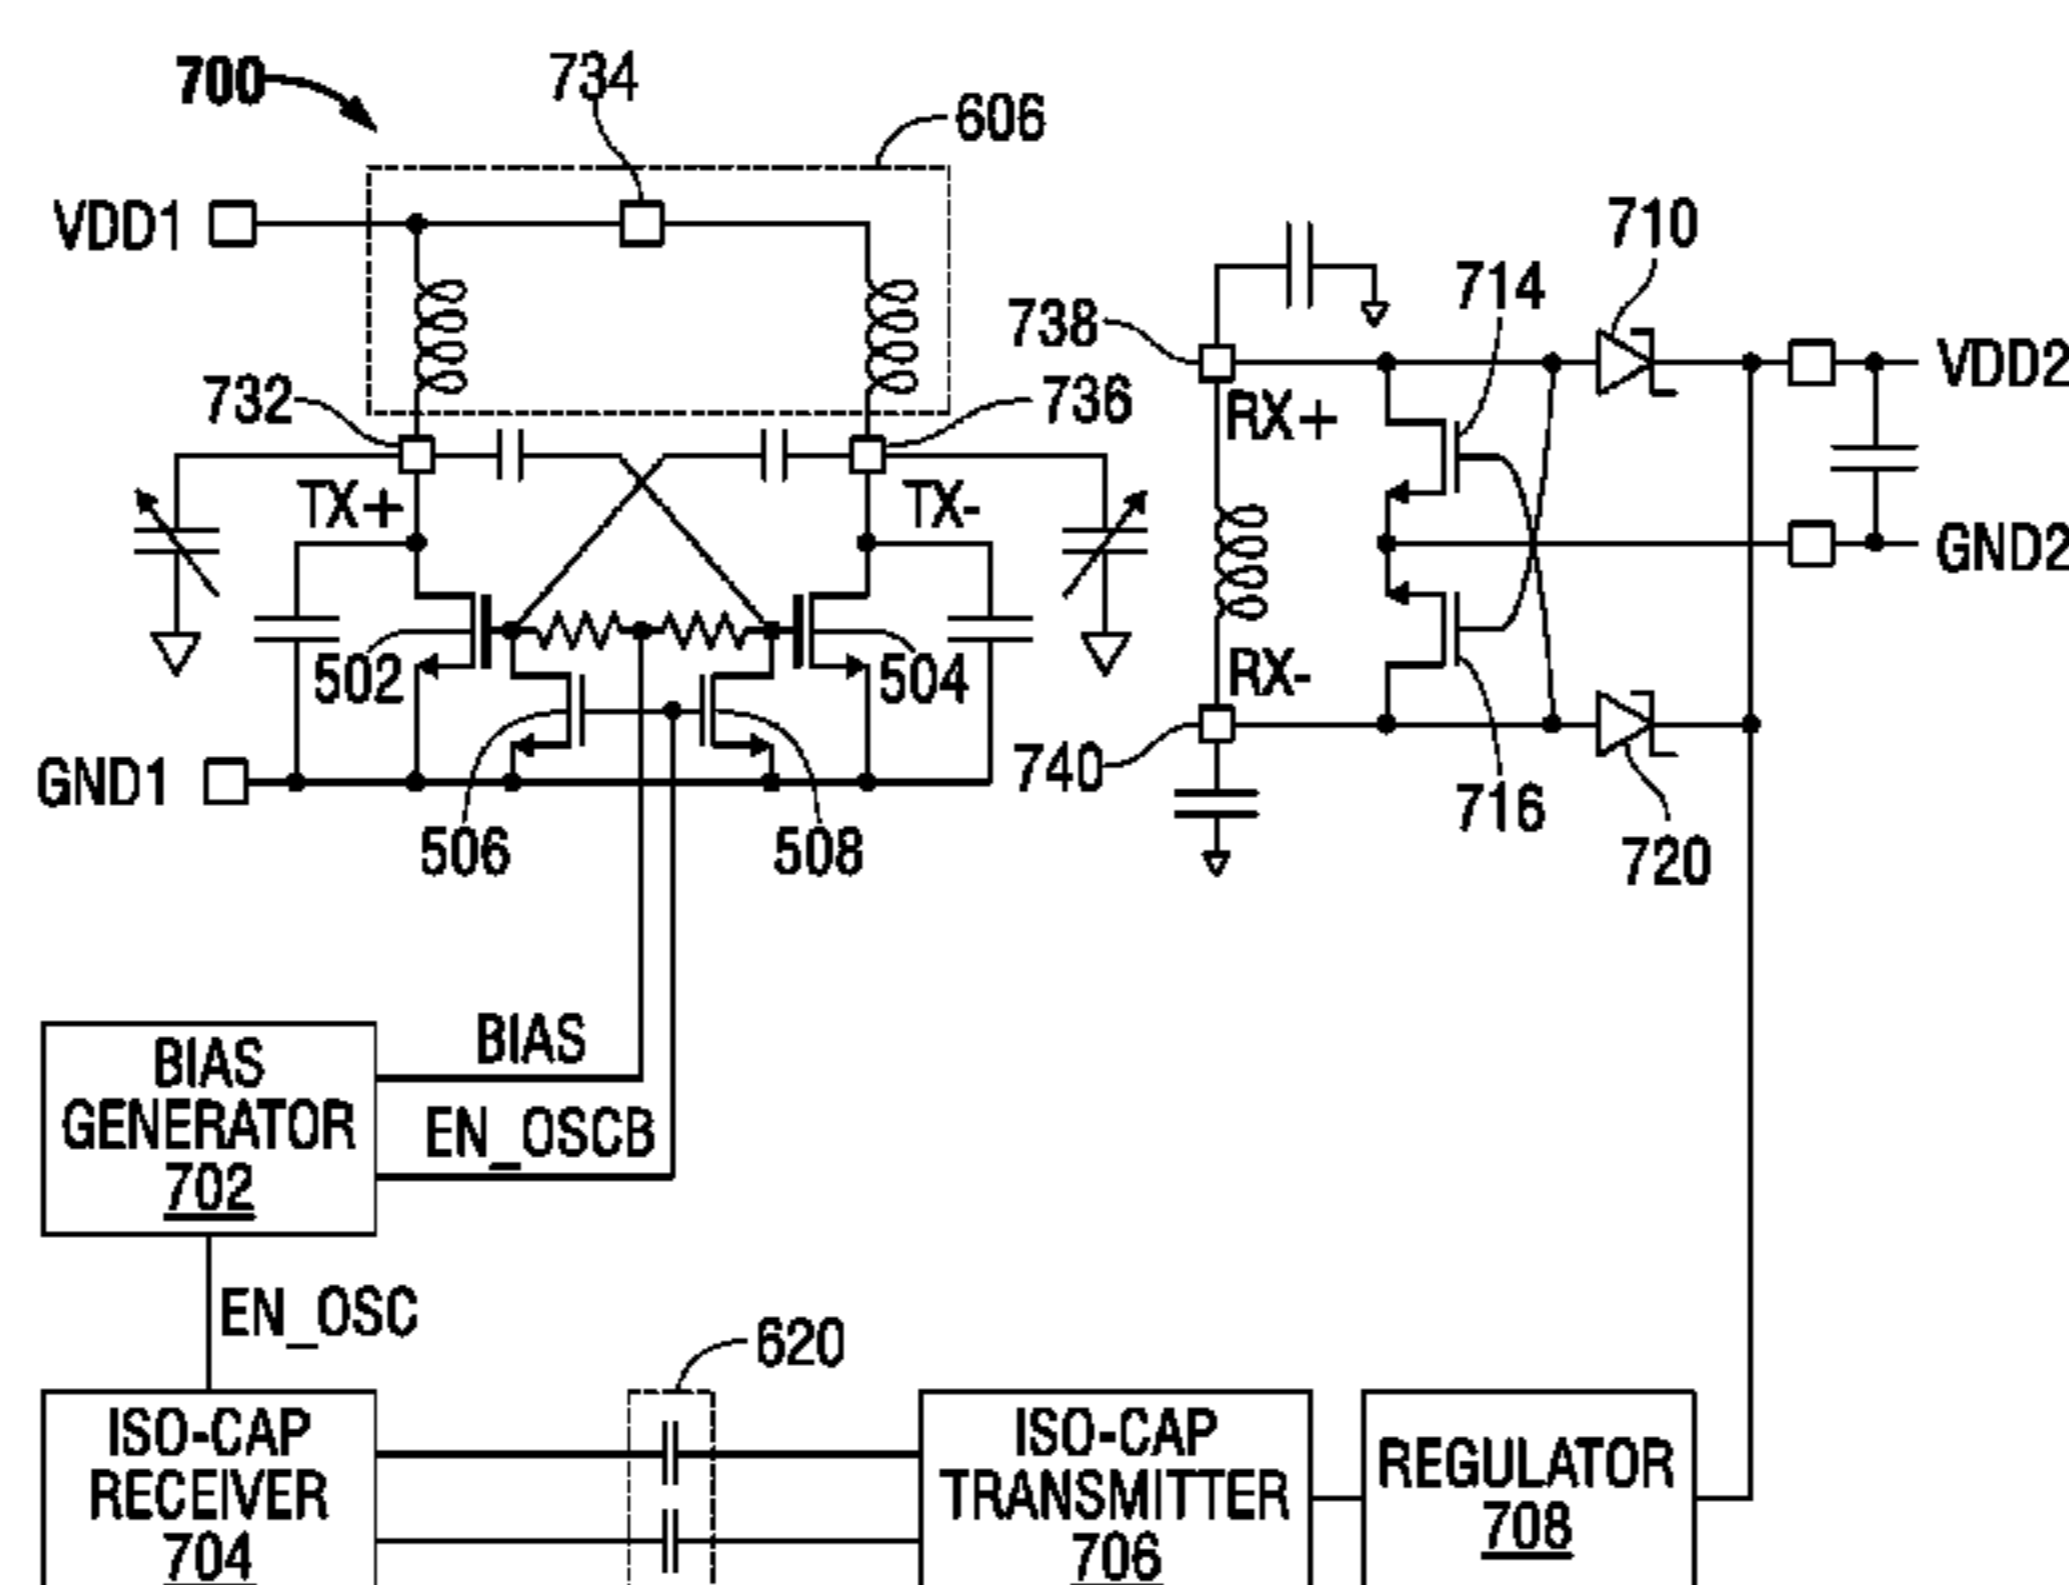 700
734
606
VDD1
710
714
738
732
736
RX+
VDD2
TX+
TX-
GND2
502
504
RX-
GND1
740
716
506
508
720
BIAS
GENERATOR
702
BIAS
EN_OSCB
EN_OSC
620
ISO-CAP
RECEIVER
704
ISO-CAP
TRANSMITTER
706
REGULATOR
708